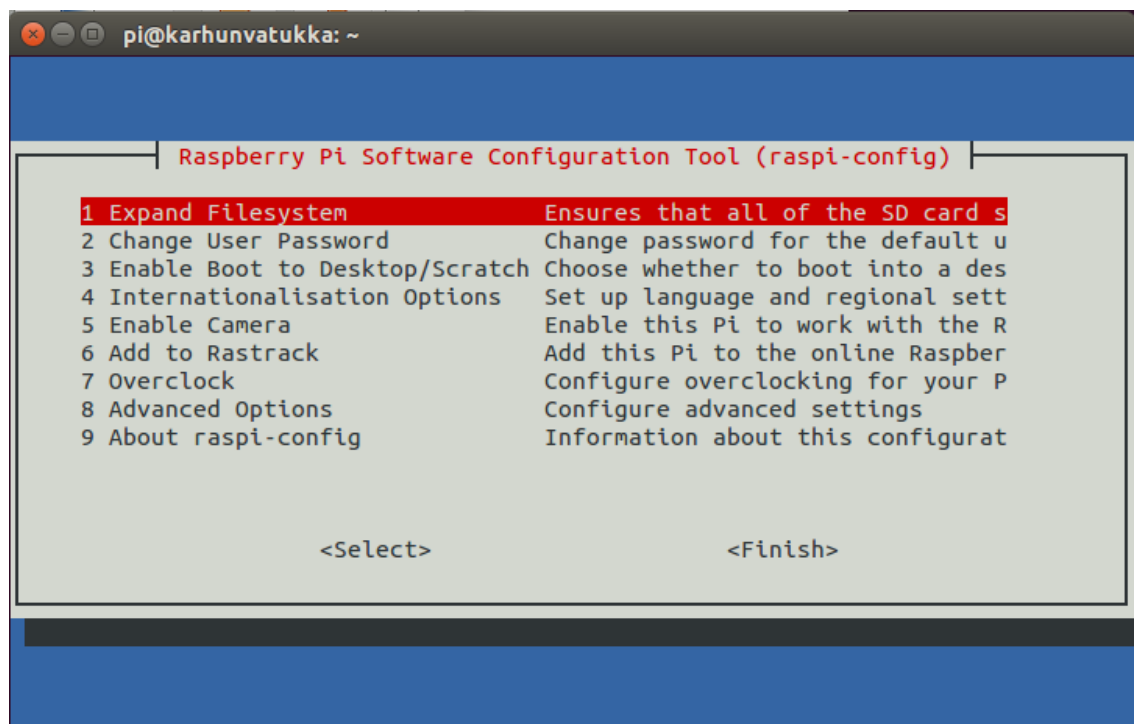 pi@karhunvatukka: ~
Raspberry Pi Software Configuration Tool (raspi-config)
1 Expand Filesystem Ensures that all of the SD card s
2 Change User Password Change password for the default u
3 Enable Boot to Desktop/Scratch Choose whether to boot into a des
4 Internationalisation Options Set up language and regional sett
5 Enable Camera Enable this Pi to work with the R
6 Add to Rastrack Add this Pi to the online Raspber
7 Overclock Configure overclocking for your P
8 Advanced Options Configure advanced settings
9 About raspi-config Information about this configurat
<Select> <Finish>